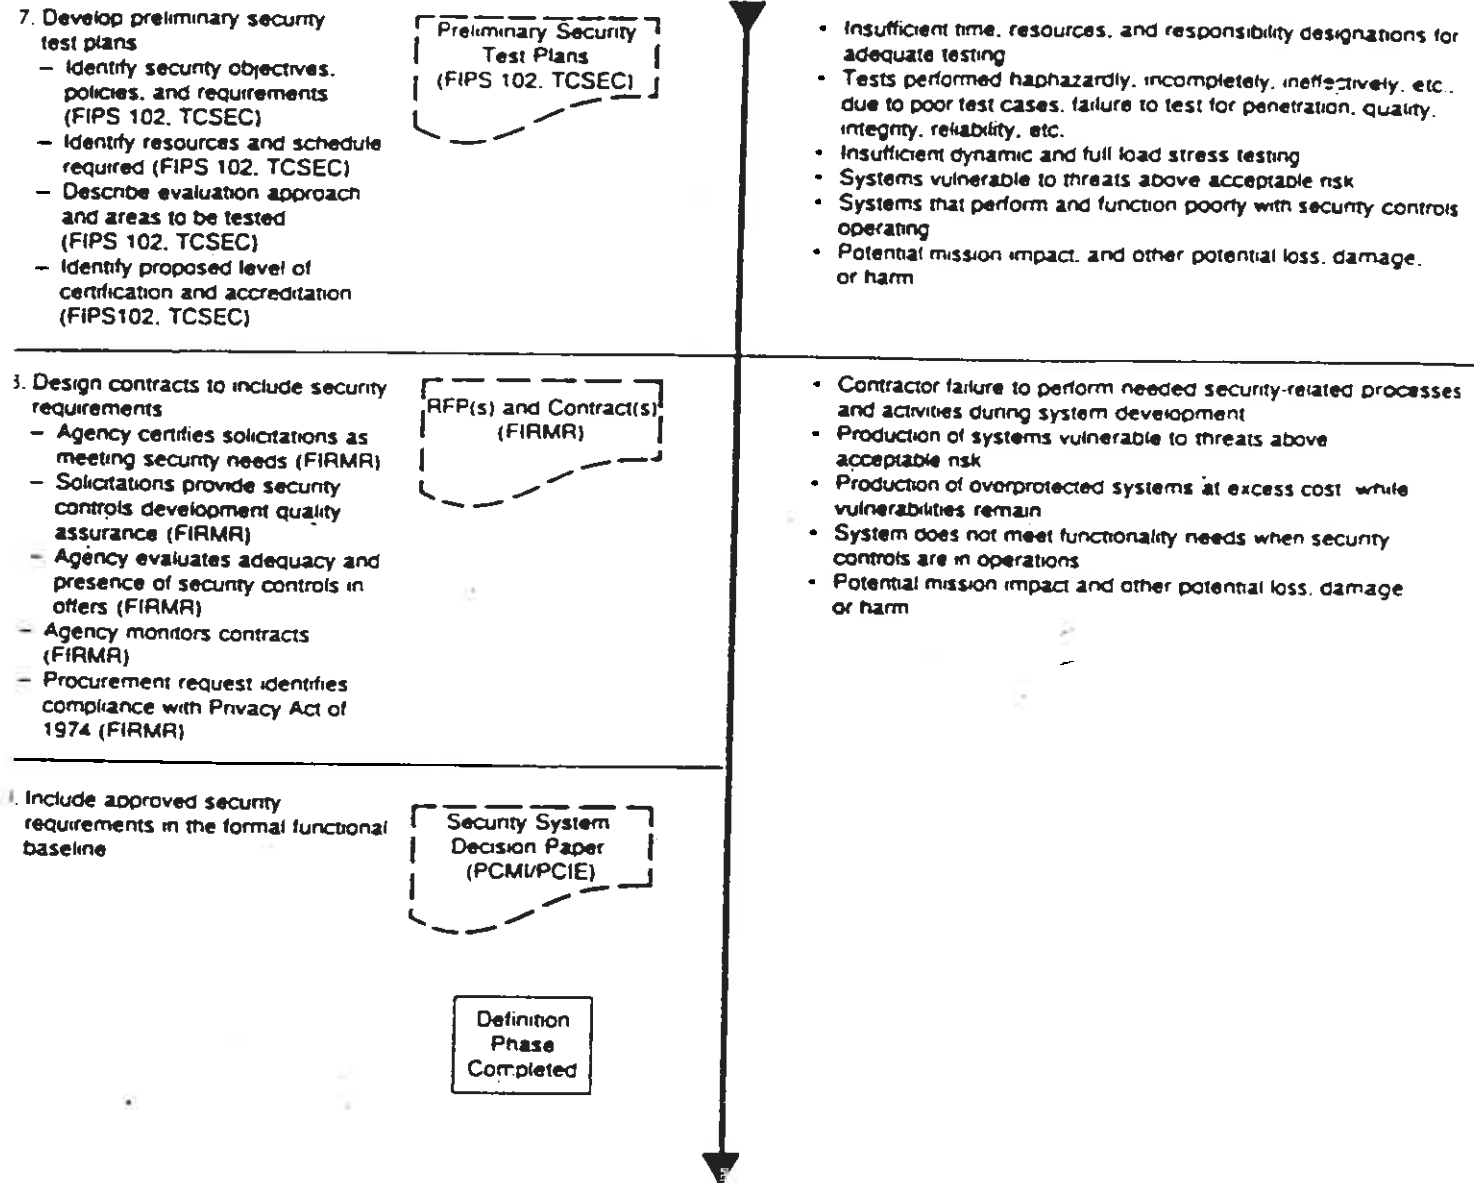 7. Develop preliminary security
test plans
– Identify security objectives,
policies, and requirements
(FIPS 102, TCSEC)
– Identify resources and schedule
required (FIPS 102, TCSEC)
– Describe evaluation approach
and areas to be tested
(FIPS 102, TCSEC)
– Identify proposed level of
certification and accreditation
(FIPS102, TCSEC)
Preliminary Security
Test Plans
(FIPS 102, TCSEC)
• Insufficient time, resources, and responsibility designations for
adequate testing
• Tests performed haphazardly, incompletely, ineffectively, etc.,
due to poor test cases, failure to test for penetration, quality,
integrity, reliability, etc.
• Insufficient dynamic and full load stress testing
• Systems vulnerable to threats above acceptable risk
• Systems that perform and function poorly with security controls
operating
• Potential mission impact, and other potential loss, damage,
or harm
. Design contracts to include security
requirements
– Agency certifies solicitations as
meeting security needs (FIRMR)
– Solicitations provide security
controls development quality
assurance (FIRMR)
– Agency evaluates adequacy and
presence of security controls in
offers (FIRMR)
– Agency monitors contracts
(FIRMR)
– Procurement request identifies
compliance with Privacy Act of
1974 (FIRMR)
RFP(s) and Contract(s)
(FIRMR)
• Contractor failure to perform needed security-related processes
and activities during system development
• Production of systems vulnerable to threats above
acceptable risk
• Production of overprotected systems at excess cost while
vulnerabilities remain
• System does not meet functionality needs when security
controls are in operations
• Potential mission impact and other potential loss, damage
or harm
. Include approved security
requirements in the formal functional
baseline
Security System
Decision Paper
(PCMI/PCIE)
Definition
Phase
Completed